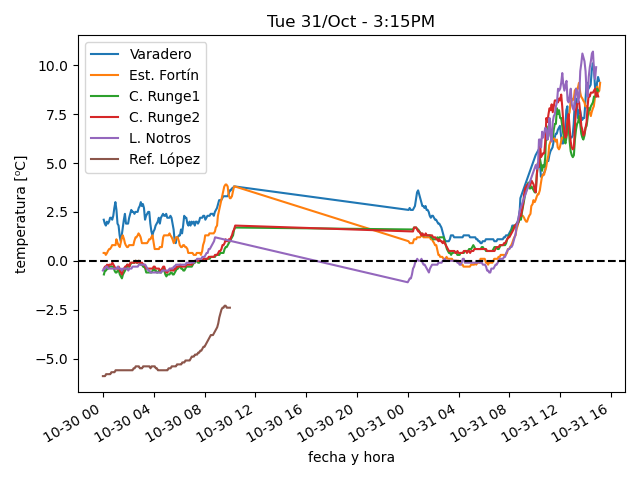 Tue 31/Oct - 3:15PM
Varadero
Est. Fortín
C. Runge1
C. Runge2
L. Notros
Ref. López
temperatura [ºC]
10.0
7.5
5.0
2.5
0.0
−2.5
−5.0
10-30 00
10-30 04
10-30 08
10-30 12
10-30 16
10-30 20
10-31 00
10-31 04
10-31 08
10-31 12
10-31 16
fecha y hora